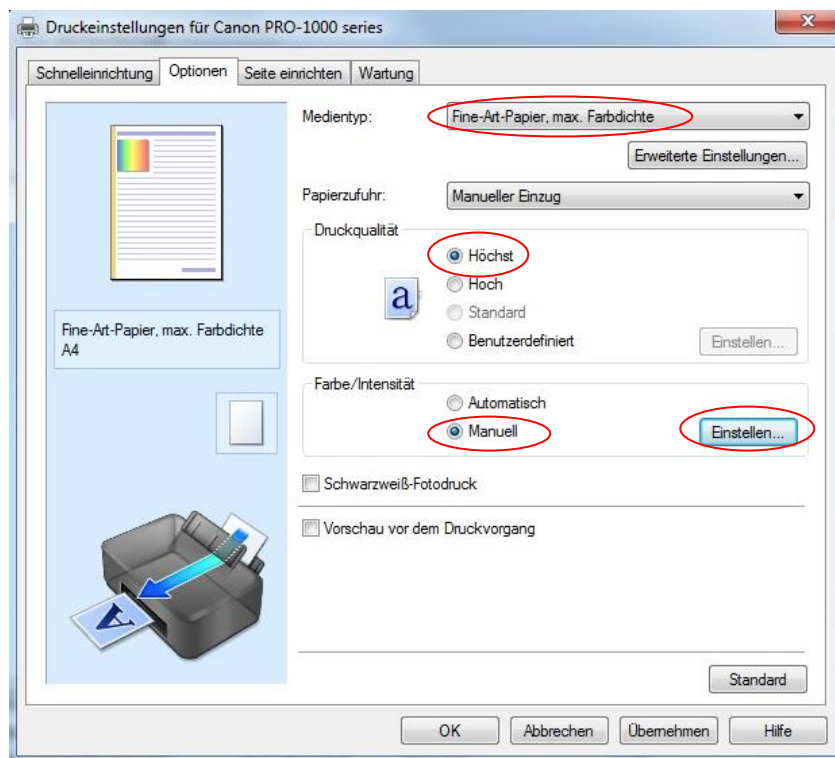 Druckeinstellungen für Canon PRO-1000 series
Schnelleinrichtung Optionen Seite einrichten Wartung
Medientyp: Fine-Art-Papier, max. Farbdichte
Erweiterte Einstellungen...
Papierzufuhr: Manueller Einzug
Druckqualität
Höchst
Hoch
a
Standard
Fine-Art-Papier, max. Farbdichte
A4
Benutzerdefiniert Einstellen...
Farbe/Intensität
Automatisch
Manuell Einstellen...
Schwarzweiß-Fotodruck
Vorschau vor dem Druckvorgang
A
Standard
OK Abbrechen Übernehmen Hilfe